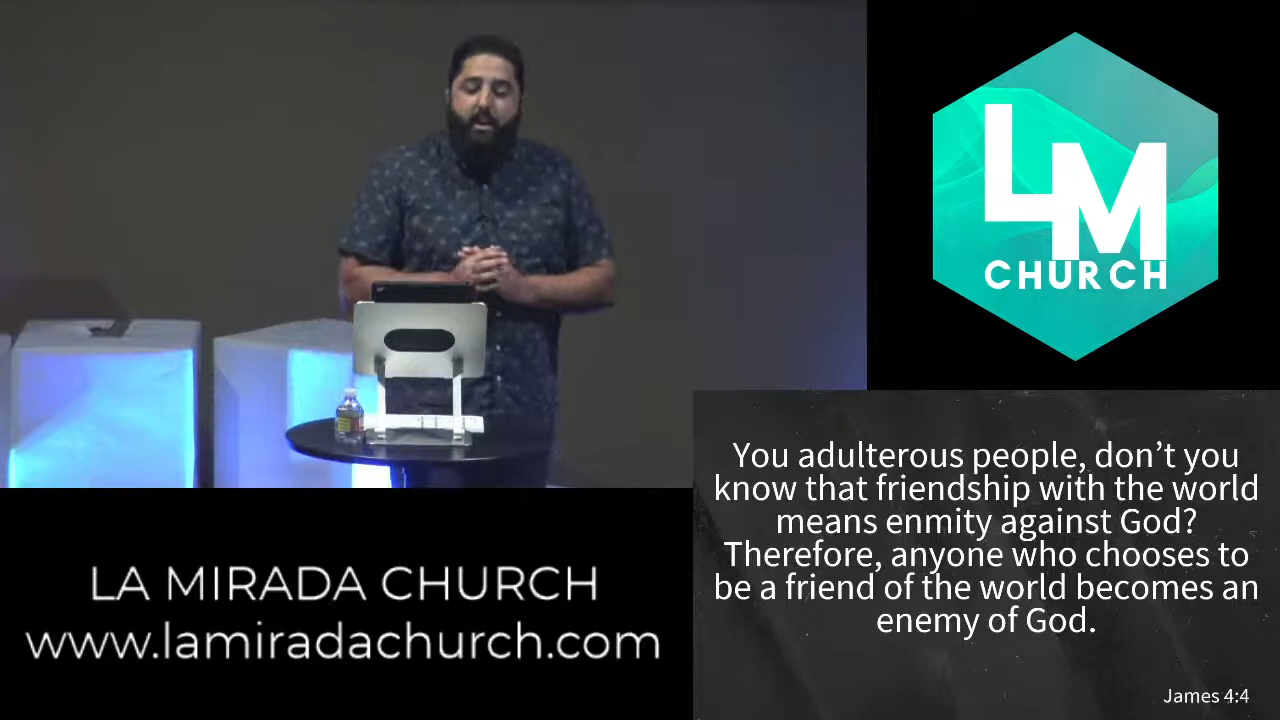 LM
CHURCH
You adulterous people, don’t you
know that friendship with the world
means enmity against God?
Therefore, anyone who chooses to
be a friend of the world becomes an
enemy of God.
James 4:4
LA MIRADA CHURCH
www.lamiradachurch.com